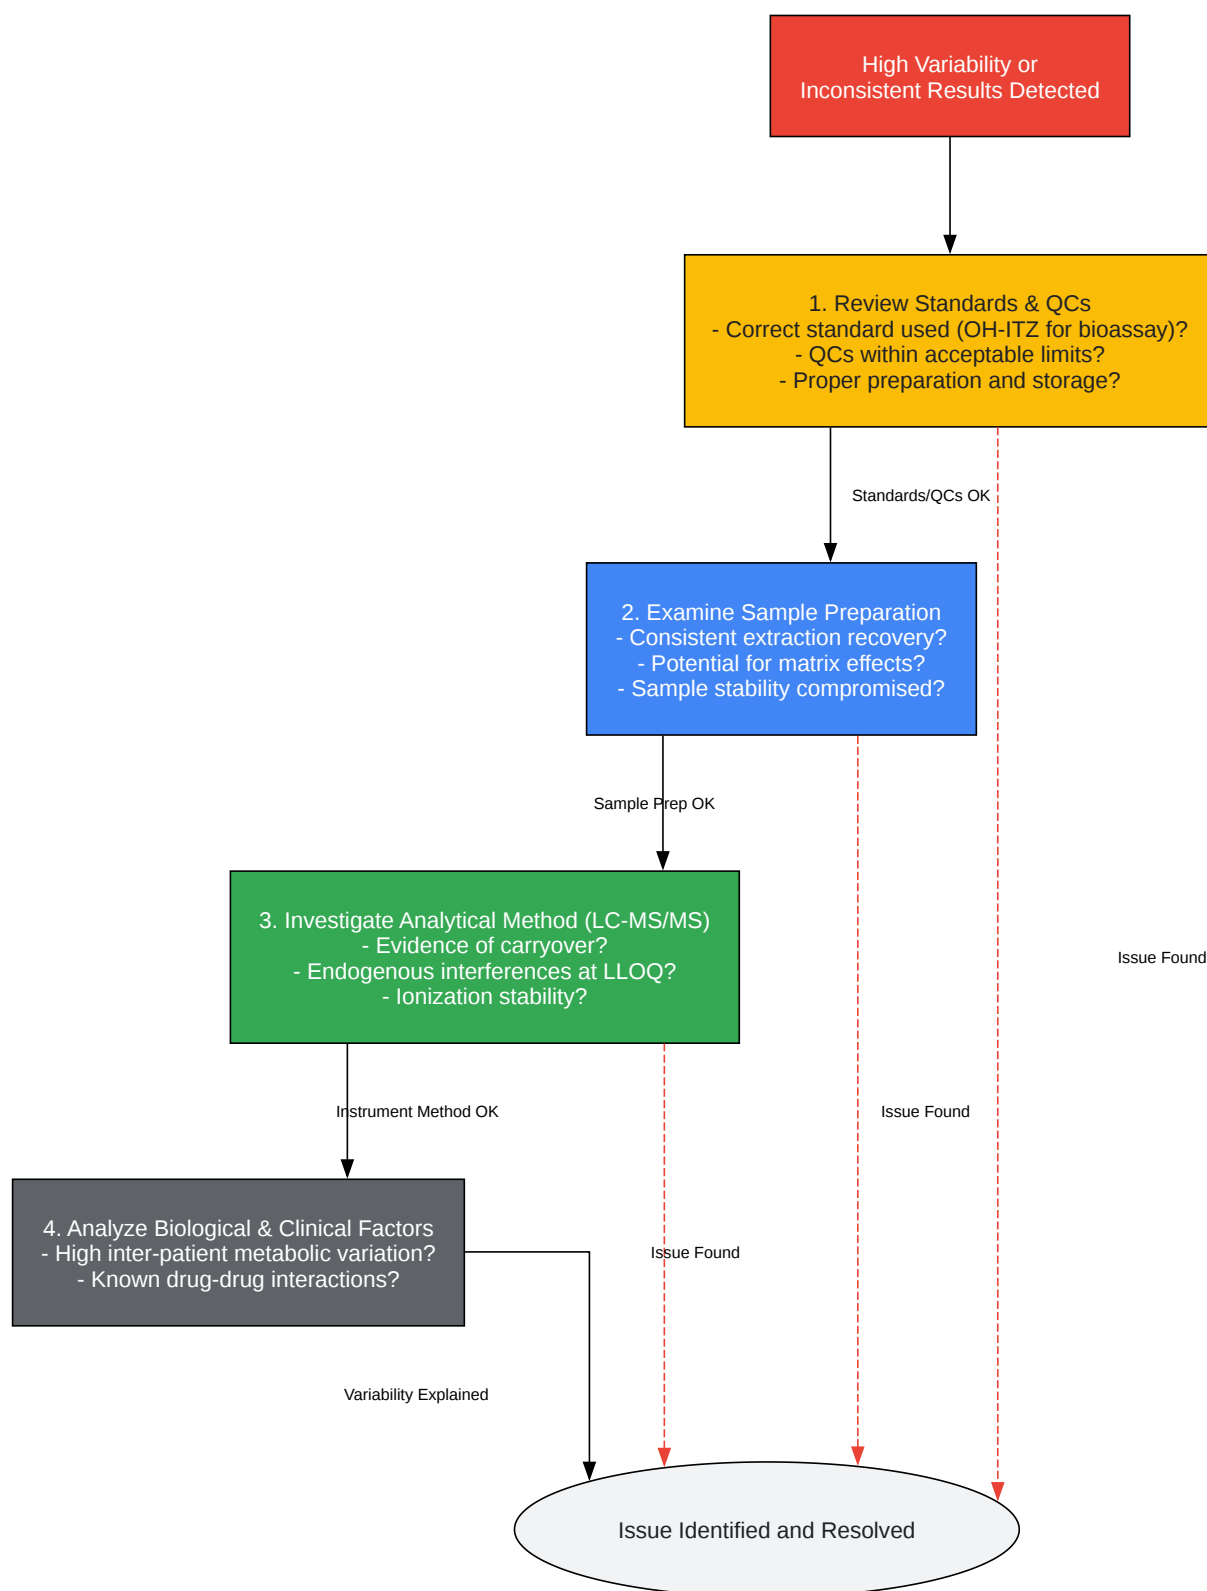 High Variability or
Inconsistent Results Detected
1. Review Standards & QCs
- Correct standard used (OH-ITZ for bioassay)?
- QCs within acceptable limits?
- Proper preparation and storage?
Standards/QCs OK
2. Examine Sample Preparation
- Consistent extraction recovery?
- Potential for matrix effects?
- Sample stability compromised?
Sample Prep OK
3. Investigate Analytical Method (LC-MS/MS)
- Evidence of carryover?
- Endogenous interferences at LLOQ?
- Ionization stability?
Issue Found
Instrument Method OK
Issue Found
4. Analyze Biological & Clinical Factors
- High inter-patient metabolic variation?
- Known drug-drug interactions?
Issue Found
Variability Explained
Issue Identified and Resolved